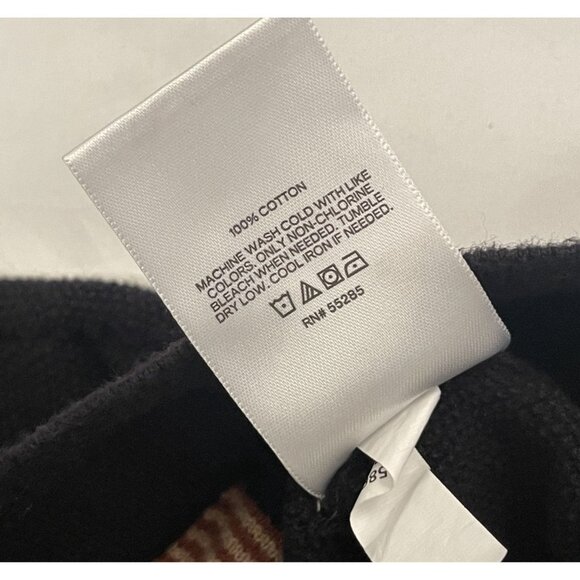 100% COTTON
MACHINE WASH COLD WITH LIKE
COLORS. ONLY NON-CHLORINE
BLEACH WHEN NEEDED. TUMBLE
DRY LOW. COOL IRON IF NEEDED.
RN# 55285